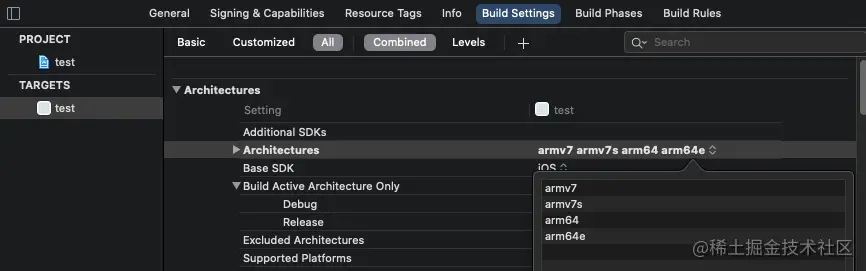 General Signing & Capabilities Resource Tags Info Build Settings Build Phases Build Rules
PROJECT
test
TARGETS
test
Basic Customized All Combined Levels + Search
Architectures
Setting test
Additional SDKs
Architectures armv7 armv7s arm64 arm64e
Base SDK iOS
Build Active Architecture Only
Debug
Release
Excluded Architectures
Supported Platforms
armv7
armv7s
arm64
arm64e
@稀土掘金技术社区